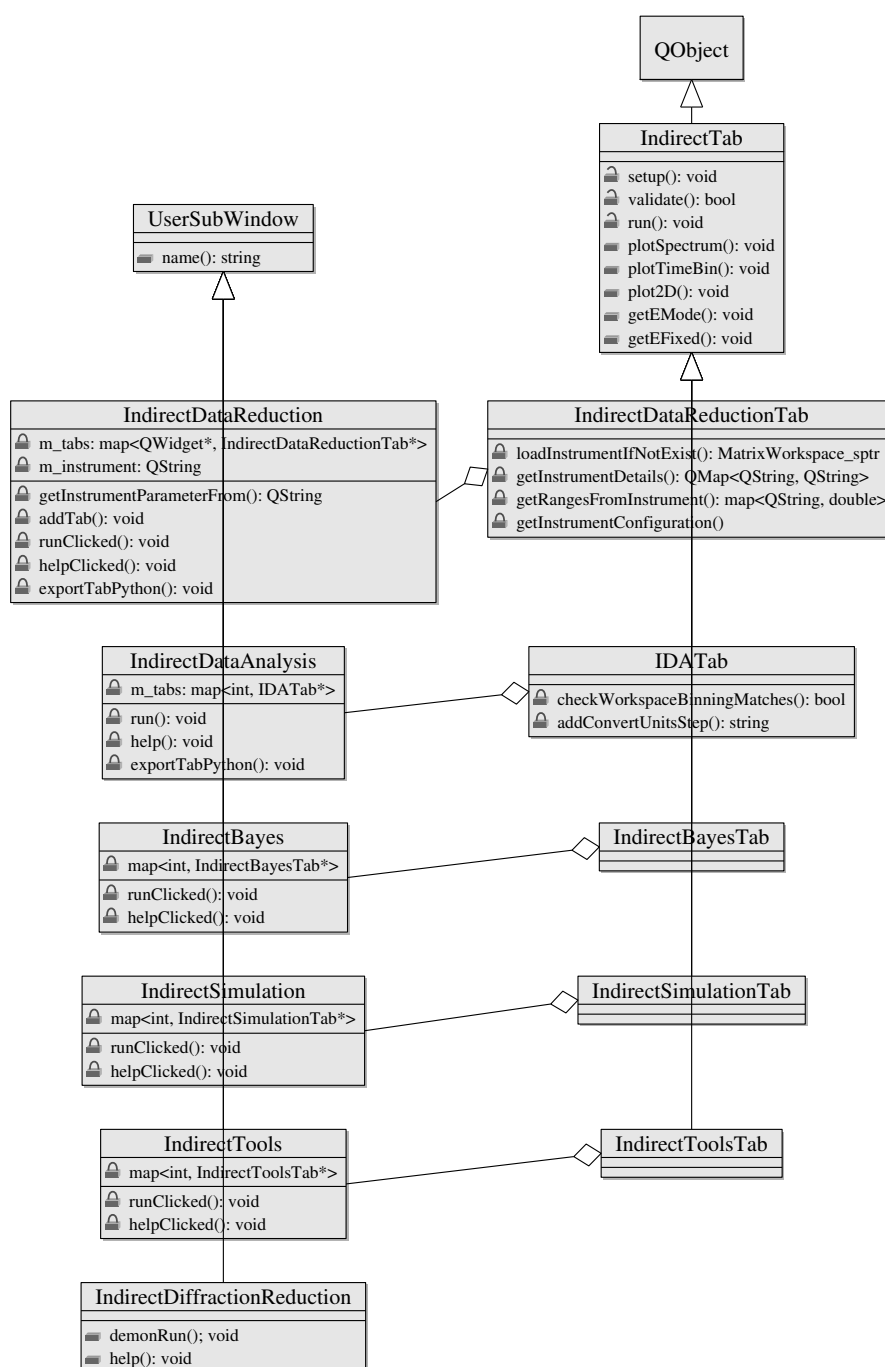 QObject
IndirectTab
setup(): void
validate(): bool
run(): void
plotSpectrum(): void
plotTimeBin(): void
plot2D(): void
getEMode(): void
getEFixed(): void
UserSubWindow
name(): string
IndirectDataReduction
m_tabs: map<QWidget*, IndirectDataReductionTab*>
m_instrument: QString
getInstrumentParameterFrom(): QString
addTab(): void
runClicked(): void
helpClicked(): void
exportTabPython(): void
IndirectDataReductionTab
loadInstrumentIfNotExist(): MatrixWorkspace_sptr
getInstrumentDetails(): QMap<QString, QString>
getRangesFromInstrument(): map<QString, double>
getInstrumentConfiguration()
IndirectDataAnalysis
m_tabs: map<int, IDATab*>
run(): void
help(): void
exportTabPython(): void
IDATab
checkWorkspaceBinningMatches(): bool
addConvertUnitsStep(): string
IndirectBayes
map<int, IndirectBayesTab*>
runClicked(): void
helpClicked(): void
IndirectBayesTab
IndirectSimulation
map<int, IndirectSimulationTab*>
runClicked(): void
helpClicked(): void
IndirectSimulationTab
IndirectTools
map<int, IndirectToolsTab*>
runClicked(): void
helpClicked(): void
IndirectToolsTab
IndirectDiffractionReduction
demonRun(); void
help(): void